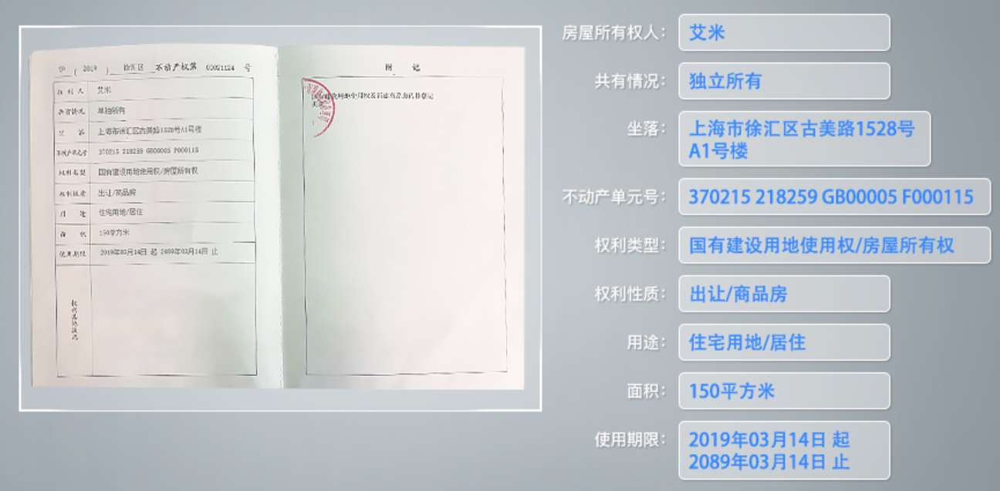 沪 ( 2019 ) 徐汇区 不动产权第 03021124 号
权利人 艾米
共有情况 单独所有
坐落 上海市徐汇区古美路1528号A1号楼
不动产单元号 370215 218259 GB00005 F000115
权利类型 国有建设用地使用权/房屋所有权
权利性质 出让/商品房
用途 住宅用地/居住
面积 150平方米
使用期限 2019年03月14日 起 2089年03月14日 止
权利其他状况
附 记
房屋所有权人: 艾米
共有情况: 独立所有
坐落: 上海市徐汇区古美路1528号
A1号楼
不动产单元号: 370215 218259 GB00005 F000115
权利类型: 国有建设用地使用权/房屋所有权
权利性质: 出让/商品房
用途: 住宅用地/居住
面积: 150平方米
使用期限: 2019年03月14日 起
2089年03月14日 止